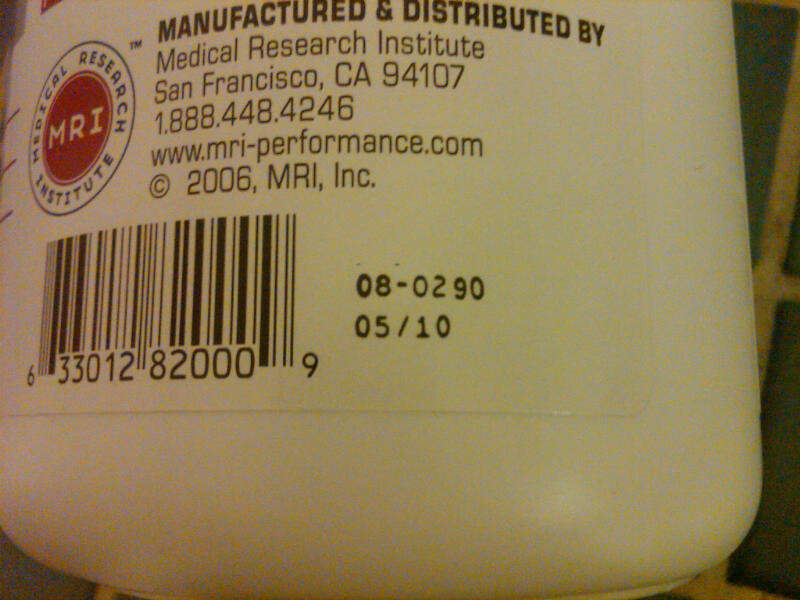 MANUFACTURED & DISTRIBUTED BY
Medical Research Institute
San Francisco, CA 94107
1.888.448.4246
www.mri-performance.com
© 2006, MRI, Inc.
MEDICAL RESEARCH INSTITUTE
MRI
™
08-0290
05/10
6 33012 82000 9